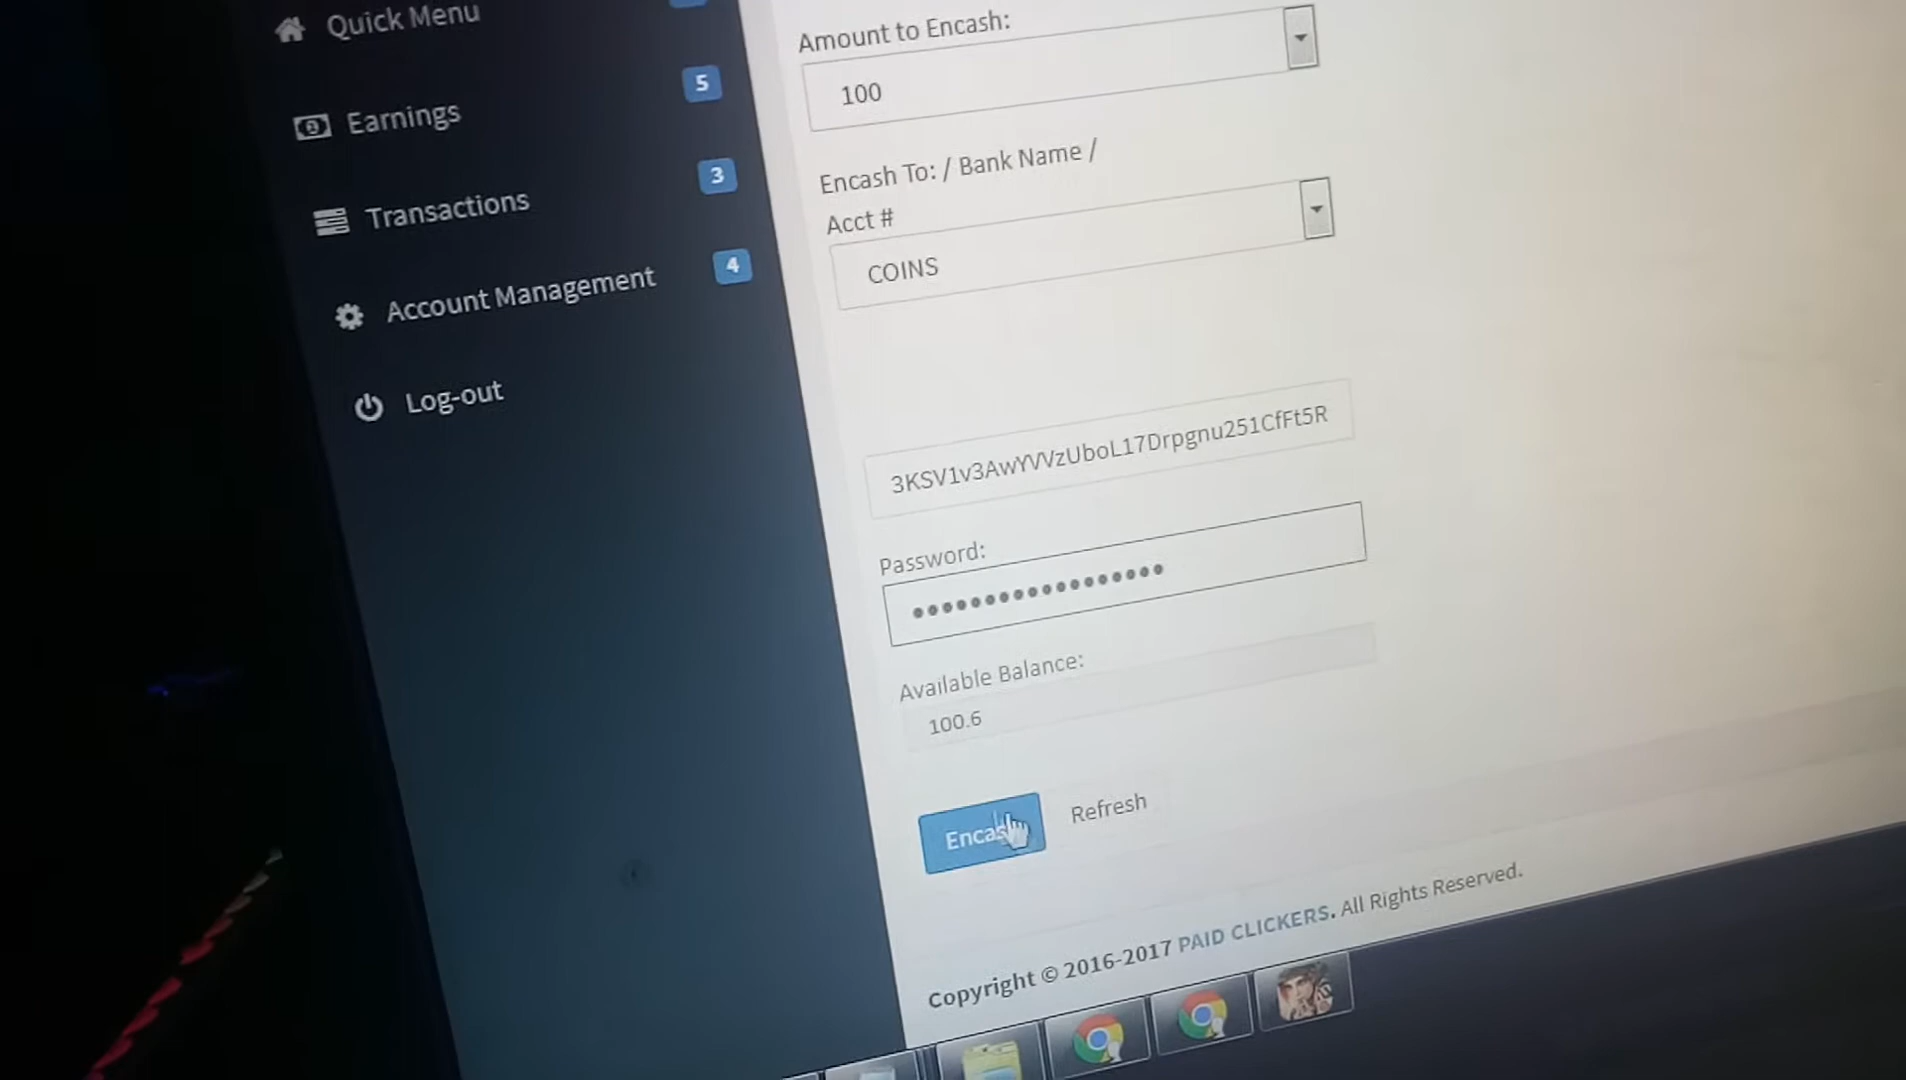 Quick Menu
Earnings
5
Transactions
3
Account Management
4
Log-out
Amount to Encash:
100
Encash To: / Bank Name /
Acct #
COINS
3KSV1v3AwYVVzUboL17Drpgnu251CfFt5R
Password:
Available Balance:
100.6
Encash
Refresh
Copyright © 2016-2017 PAID CLICKERS. All Rights Reserved.